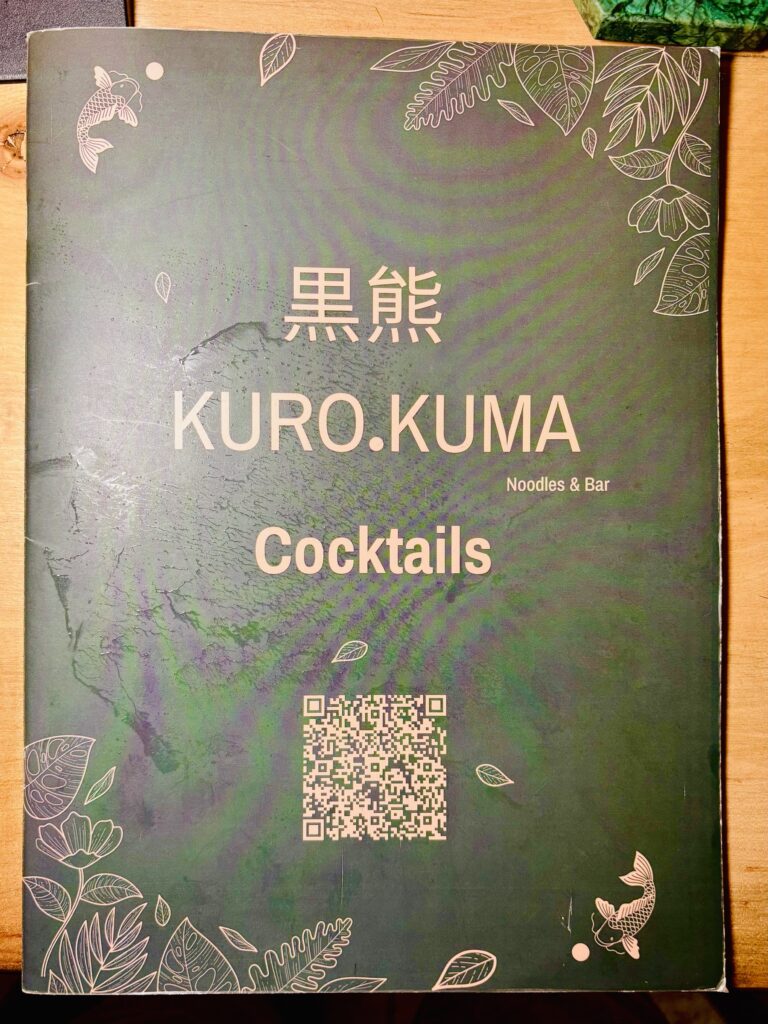 黒熊
KURO.KUMA
Noodles & Bar
Cocktails